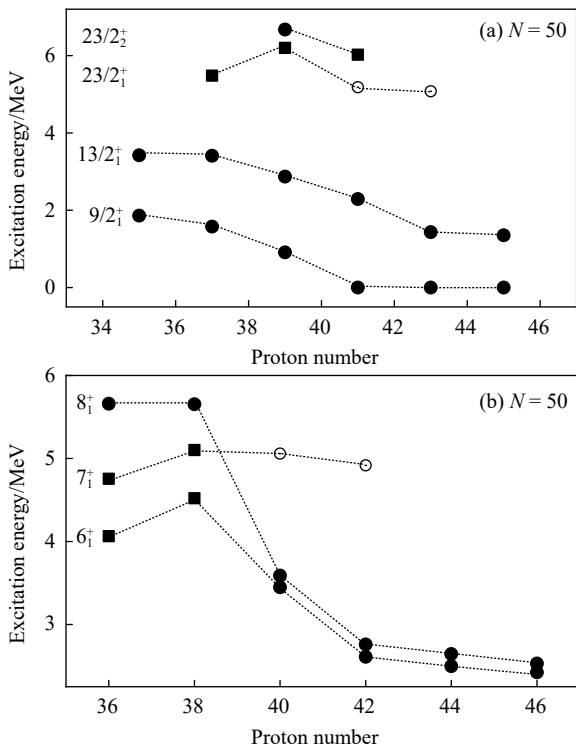 (a) N = 50
23/2₂⁺
23/2₁⁺
13/2₁⁺
9/2₁⁺
Excitation energy/MeV
6
4
2
0
34 36 38 40 42 44 46
Proton number
(b) N = 50
8₁⁺
7₁⁺
6₁⁺
Excitation energy/MeV
6
5
4
3
36 38 40 42 44 46
Proton number